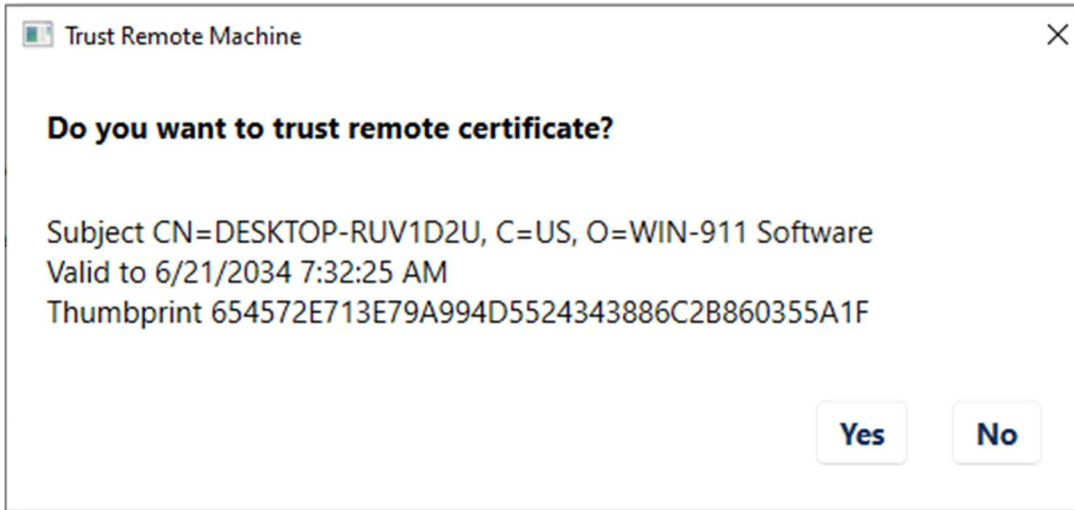 Trust Remote Machine
Do you want to trust remote certificate?
Subject CN=DESKTOP-RUV1D2U, C=US, O=WIN-911 Software
Valid to 6/21/2034 7:32:25 AM
Thumbprint 654572E713E79A994D5524343886C2B860355A1F
Yes No